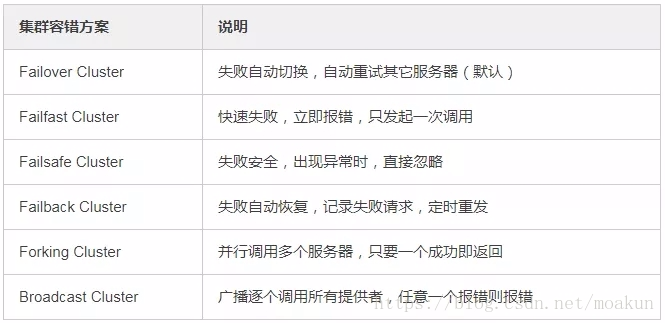 集群容错方案 说明
Failover Cluster 失败自动切换，自动重试其它服务器（默认）
Failfast Cluster 快速失败，立即报错，只发起一次调用
Failsafe Cluster 失败安全，出现异常时，直接忽略
Failback Cluster 失败自动恢复，记录失败请求，定时重发
Forking Cluster 并行调用多个服务器，只要一个成功即返回
Broadcast Cluster 广播逐个调用所有提供者，任意一个报错则报错
https://blog.csdn.net/moakun